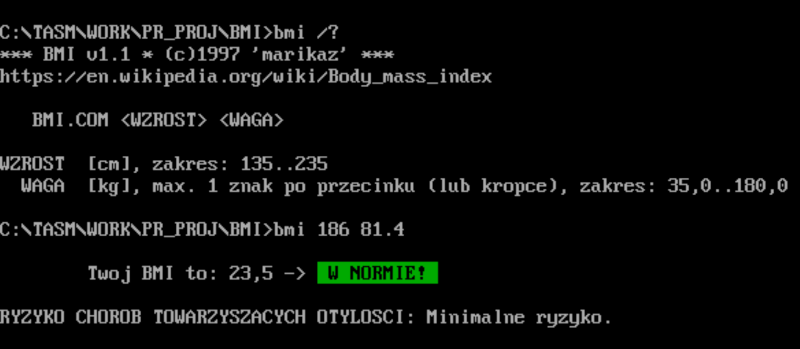 C:\TASM\WORK\PR_PROJ\BMI>bmi /?
*** BMI v1.1 * (c)1997 'marikaz' ***
https://en.wikipedia.org/wiki/Body_mass_index
BMI.COM <WZROST> <WAGA>
WZROST [cm], zakres: 135..235
WAGA [kg], max. 1 znak po przecinku (lub kropce), zakres: 35,0..180,0
C:\TASM\WORK\PR_PROJ\BMI>bmi 186 81.4
Twoj BMI to: 23,5 -> W NORMIE!
RYZYKO CHOROB TOWARZYSZACYCH OTYLOSCI: Minimalne ryzyko.